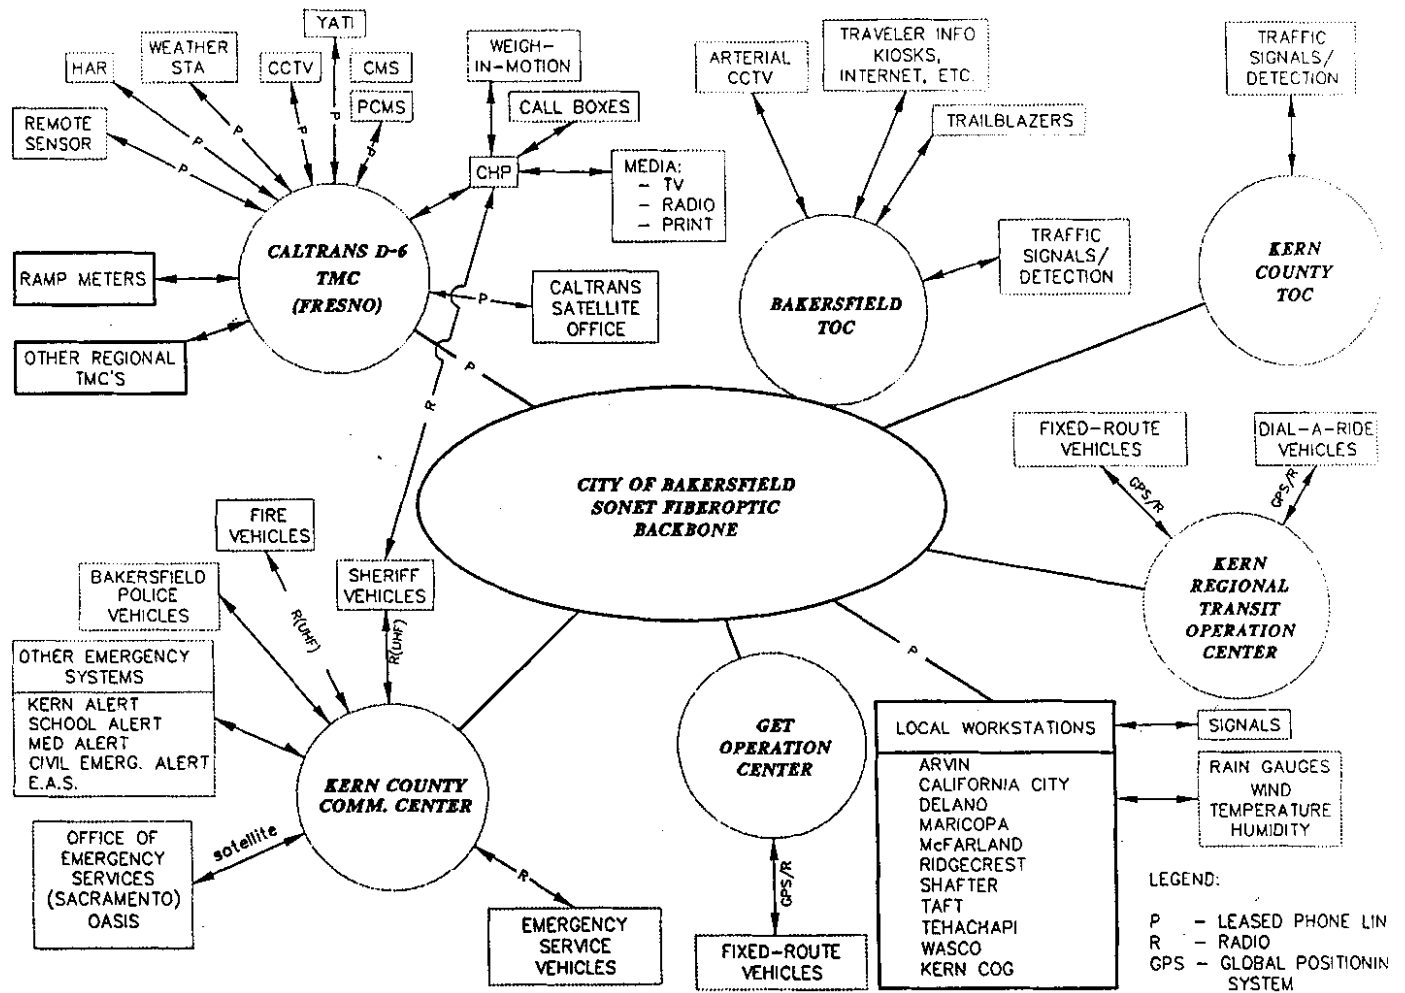 YATI
HAR
WEATHER
STA
CCTV
CMS
PCMS
REMOTE
SENSOR
P
P
P
P
P
P
WEIGH-
IN-MOTION
CALL BOXES
CHP
MEDIA:
- TV
- RADIO
- PRINT
CALTRANS D-6
TMC
(FRESNO)
RAMP METERS
OTHER REGIONAL
TMC'S
P
CALTRANS
SATELLITE
OFFICE
P
R
ARTERIAL
CCTV
TRAVELER INFO
KIOSKS,
INTERNET, ETC.
TRAILBLAZERS
TRAFFIC
SIGNALS/
DETECTION
BAKERSFIELD
TOC
TRAFFIC
SIGNALS/
DETECTION
KERN
COUNTY
TOC
CITY OF BAKERSFIELD
SONET FIBEROPTIC
BACKBONE
FIXED-ROUTE
VEHICLES
DIAL-A-RIDE
VEHICLES
GPS/R
GPS/R
KERN
REGIONAL
TRANSIT
OPERATION
CENTER
FIRE
VEHICLES
BAKERSFIELD
POLICE
VEHICLES
SHERIFF
VEHICLES
R(UHF)
R(UHF)
OTHER EMERGENCY
SYSTEMS
KERN ALERT
SCHOOL ALERT
MED ALERT
CIVIL EMERG. ALERT
E.A.S.
KERN COUNTY
COMM. CENTER
OFFICE OF
EMERGENCY
SERVICES
(SACRAMENTO)
OASIS
satellite
R
EMERGENCY
SERVICE
VEHICLES
GET
OPERATION
CENTER
GPS/R
FIXED-ROUTE
VEHICLES
P
LOCAL WORKSTATIONS
ARVIN
CALIFORNIA CITY
DELANO
MARICOPA
McFARLAND
RIDGECREST
SHAFTER
TAFT
TEHACHAPI
WASCO
KERN COG
SIGNALS
RAIN GAUGES
WIND
TEMPERATURE
HUMIDITY
LEGEND:
P - LEASED PHONE LIN
R - RADIO
GPS - GLOBAL POSITIONIN
SYSTEM